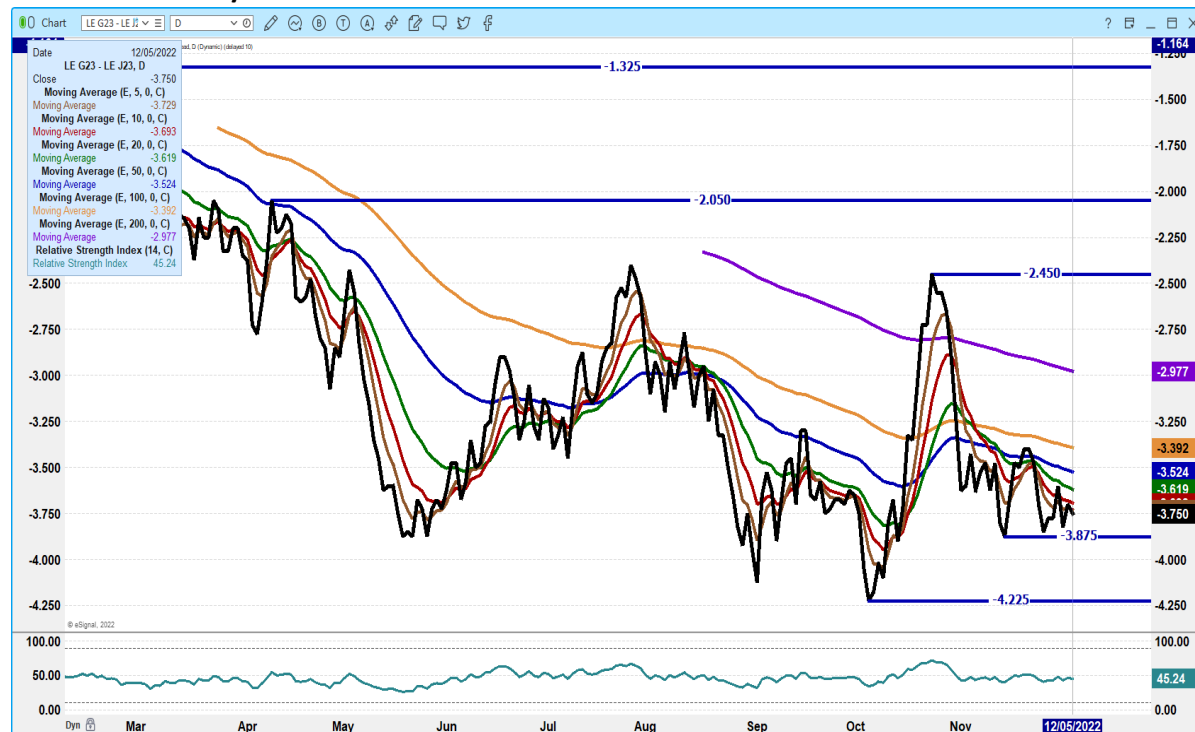 Chart LE G23 - LE J2 D
ad, D (Dynamic) (delayed 10)
Date 12/05/2022
LE G23 - LE J23, D
Close -3.750
Moving Average (E, 5, 0, C)
Moving Average -3.729
Moving Average (E, 10, 0, C)
Moving Average -3.693
Moving Average (E, 20, 0, C)
Moving Average -3.619
Moving Average (E, 50, 0, C)
Moving Average -3.524
Moving Average (E, 100, 0, C)
Moving Average -3.392
Moving Average (E, 200, 0, C)
Moving Average -2.977
Relative Strength Index (14, C)
Relative Strength Index 45.24
-1.325
-2.050
-2.450
-3.875
-4.225
-2.500
-2.750
-3.000
-3.250
-3.500
-3.750
-4.000
-4.250
-1.164
-1.250
-1.500
-1.750
-2.000
-2.250
-2.500
-2.750
-2.977
-3.250
-3.392
-3.524
-3.619
-3.750
-4.000
-4.250
© eSignal, 2022
100.00
50.00
0.00
100.00
45.24
0.00
Dyn Mar Apr May Jun Jul Aug Sep Oct Nov 12/05/2022